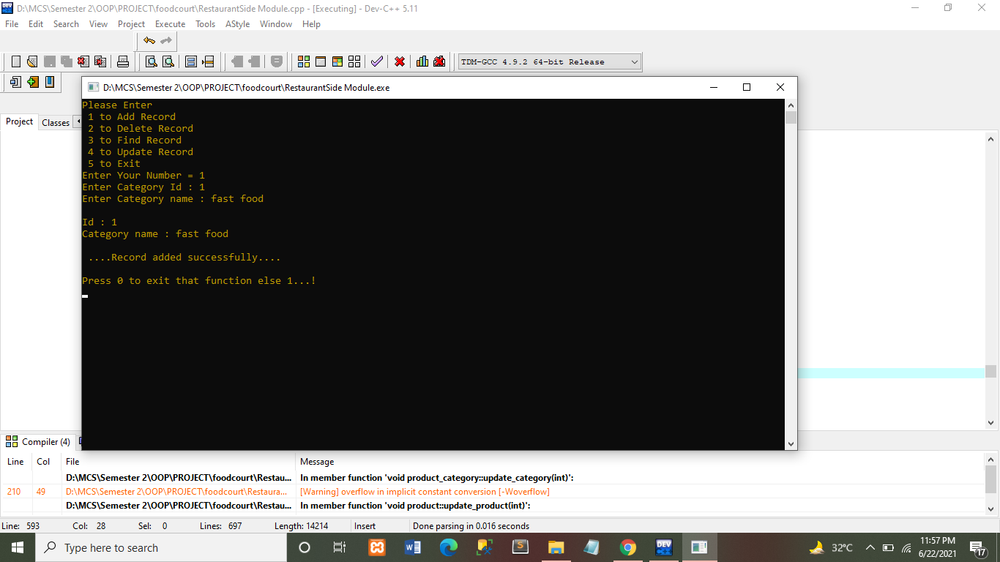 D:\MCS\Semester 2\OOP\PROJECT\foodcourt\RestaurantSide Module.cpp - [Executing] - Dev-C++ 5.11
File Edit Search View Project Execute Tools AStyle Window Help
TDM-GCC 4.9.2 64-bit Release
D:\MCS\Semester 2\OOP\PROJECT\foodcourt\RestaurantSide Module.exe
Project Classes
Please Enter
1 to Add Record
2 to Delete Record
3 to Find Record
4 to Update Record
5 to Exit
Enter Your Number = 1
Enter Category Id : 1
Enter Category name : fast food
Id : 1
Category name : fast food
....Record added successfully....
Press 0 to exit that function else 1...!
Compiler (4)
Line Col File Message
D:\MCS\Semester 2\OOP\PROJECT\foodcourt\Restau... In member function 'void product_category::update_category(int)':
210 49 D:\MCS\Semester 2\OOP\PROJECT\foodcourt\Restaura... [Warning] overflow in implicit constant conversion [-Woverflow]
D:\MCS\Semester 2\OOP\PROJECT\foodcourt\Restau... In member function 'void product::update_product(int)':
Line: 593 Col: 28 Sel: 0 Lines: 697 Length: 14214 Insert Done parsing in 0.016 seconds
Type here to search
DEV
32°C
11:57 PM
6/22/2021
17